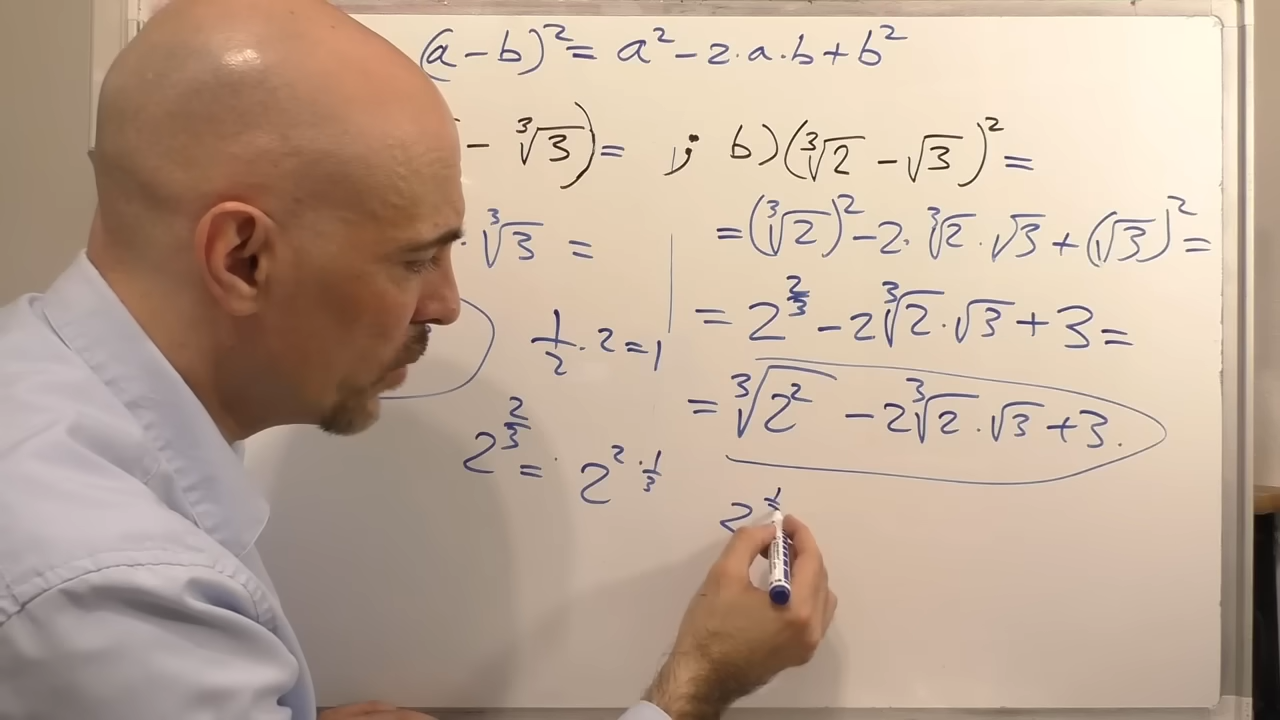 (a - b)² = a² - 2·a·b + b²
- ∛3) = ; b) (∛2 - √3)² =
· ∛3 =
1/2 · 2 = 1
2^(2/3) = 2^(2·1/3)
= (∛2)² - 2·∛2·√3 + (√3)² =
= 2^(2/3) - 2∛2·√3 + 3 =
= ∛2² - 2∛2·√3 + 3.
2